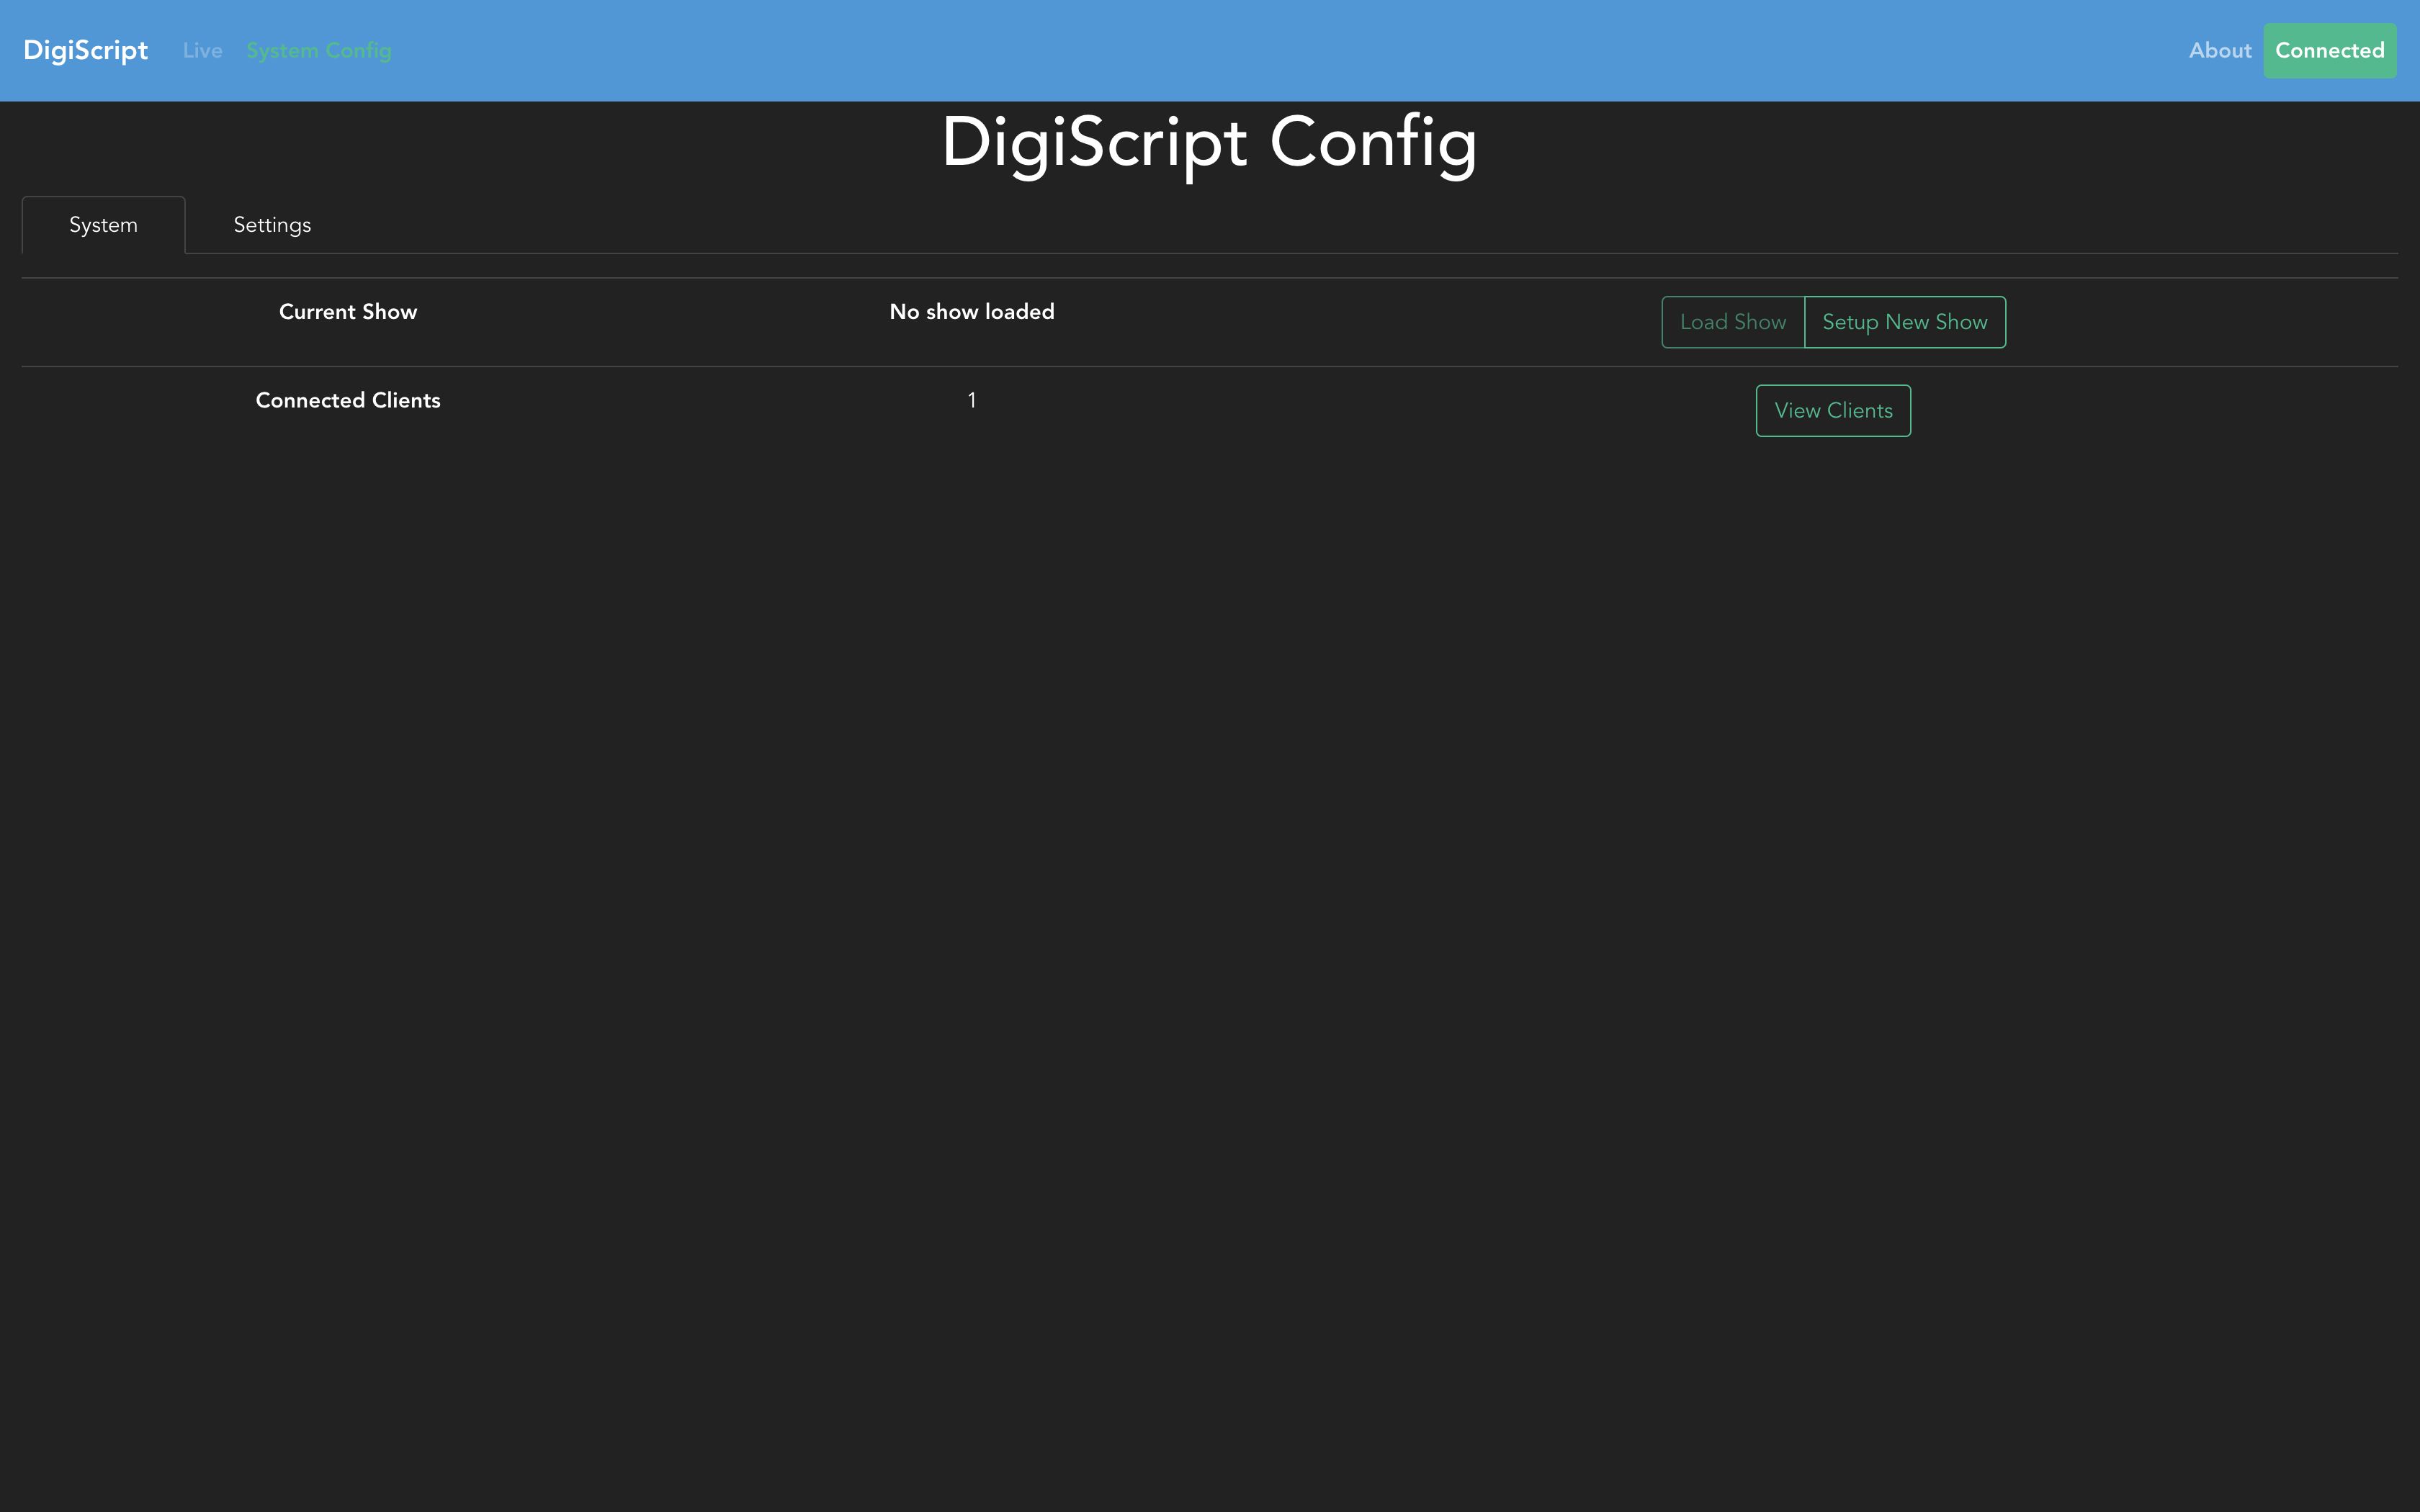 DigiScript Live System Config About Connected
DigiScript Config
System Settings
Current Show No show loaded Load Show Setup New Show
Connected Clients 1 View Clients